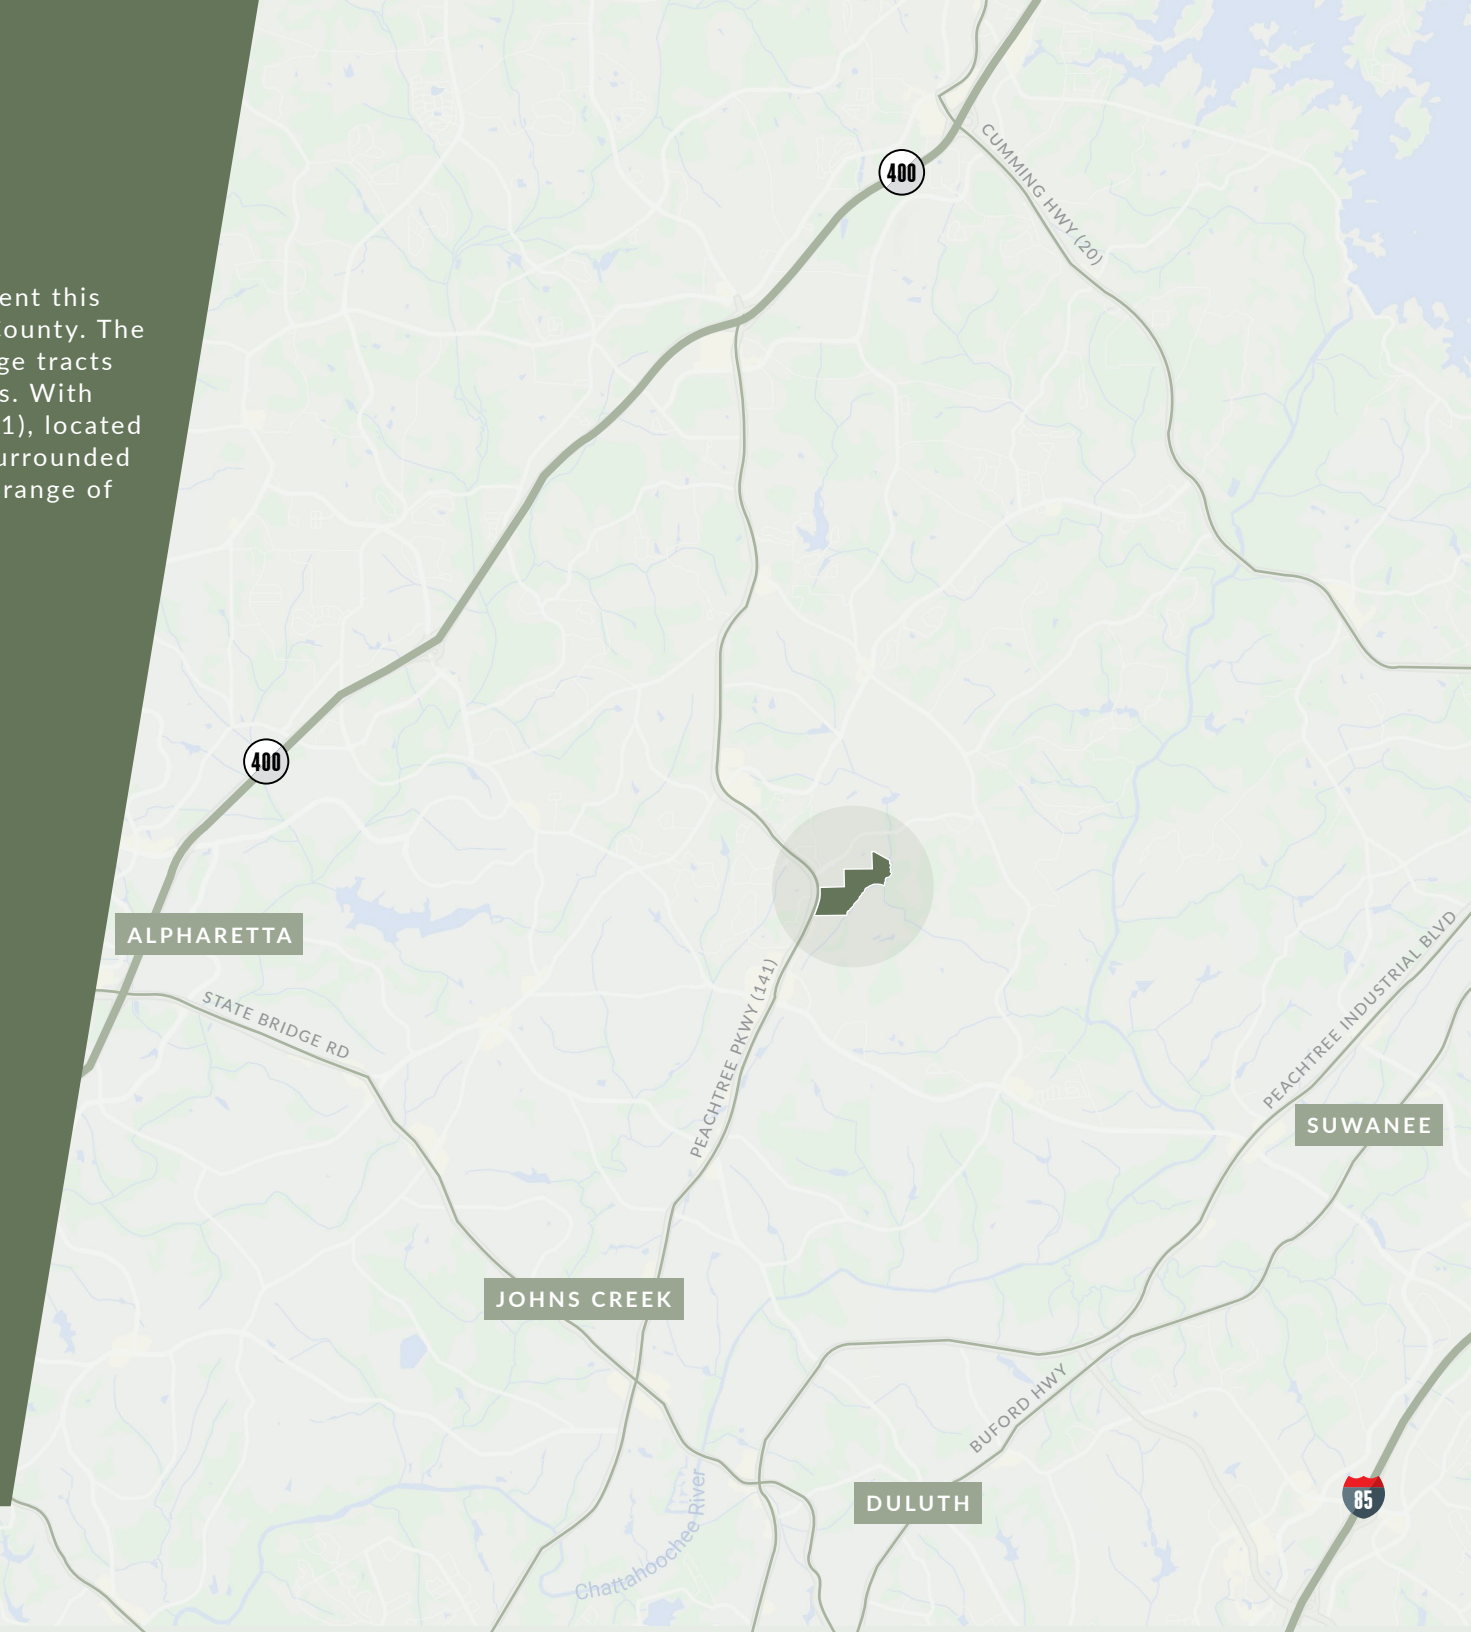 ent this
ounty. The
ge tracts
s. With
1), located
urrounded
range of
400
CUMMING HWY (20)
400
ALPHARETTA
STATE BRIDGE RD
PEACHTREE PKWY (141)
PEACHTREE INDUSTRIAL BLVD
SUWANEE
JOHNS CREEK
BUFORD HWY
DULUTH
85
Chattahoochee River